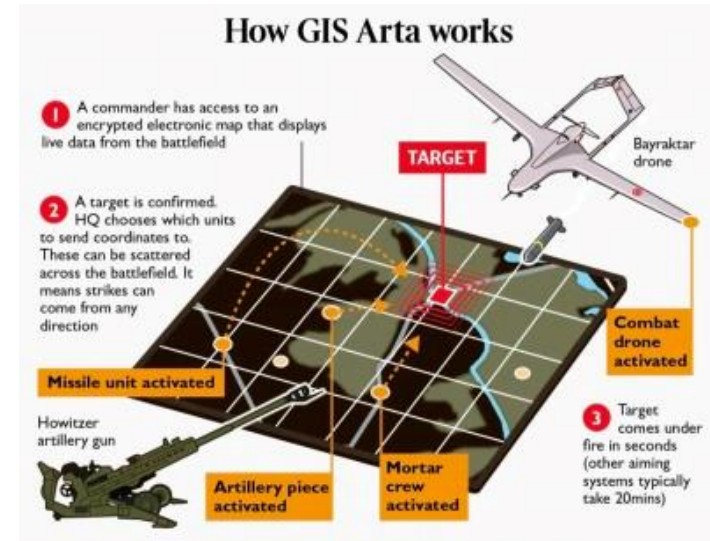 How GIS Arta works
1 A commander has access to an
encrypted electronic map that displays
live data from the battlefield
2 A target is confirmed.
HQ chooses which units
to send coordinates to.
These can be scattered
across the battlefield. It
means strikes can
come from any
direction
TARGET
Bayraktar
drone
Combat
drone
activated
Missile unit activated
Howitzer
artillery gun
Artillery piece
activated
Mortar
crew
activated
3 Target
comes under
fire in seconds
(other aiming
systems typically
take 20mins)